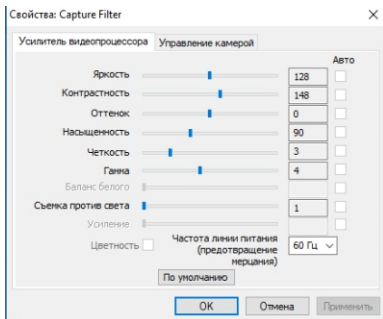 Свойства: Capture Filter
Усилитель видеопроцессора Управление камерой
Авто
Яркость 128
Контрастность 148
Оттенок 0
Насыщенность 90
Четкость 3
Гамма 4
Баланс белого
Съемка против света 1
Усиление
Цветность
Частота линии питания
(предотвращение
мерцания)
60 Гц
По умолчанию
OK Отмена Применить